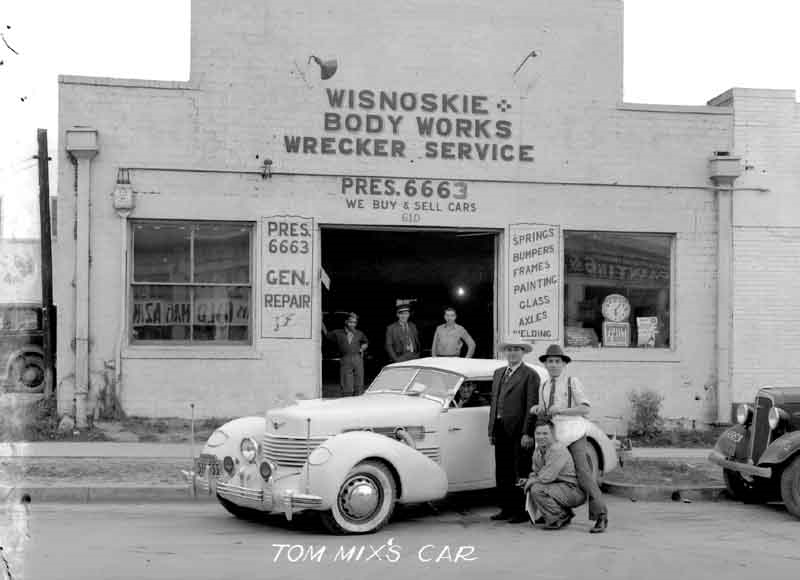 WISNOSKIE
BODY WORKS
WRECKER SERVICE
PRES. 6663
WE BUY & SELL CARS
610
PRES.
6663
GEN.
REPAIR
SPRINGS
BUMPERS
FRAMES
PAINTING
GLASS
AXLES
WELDING
TOM MIX'S CAR